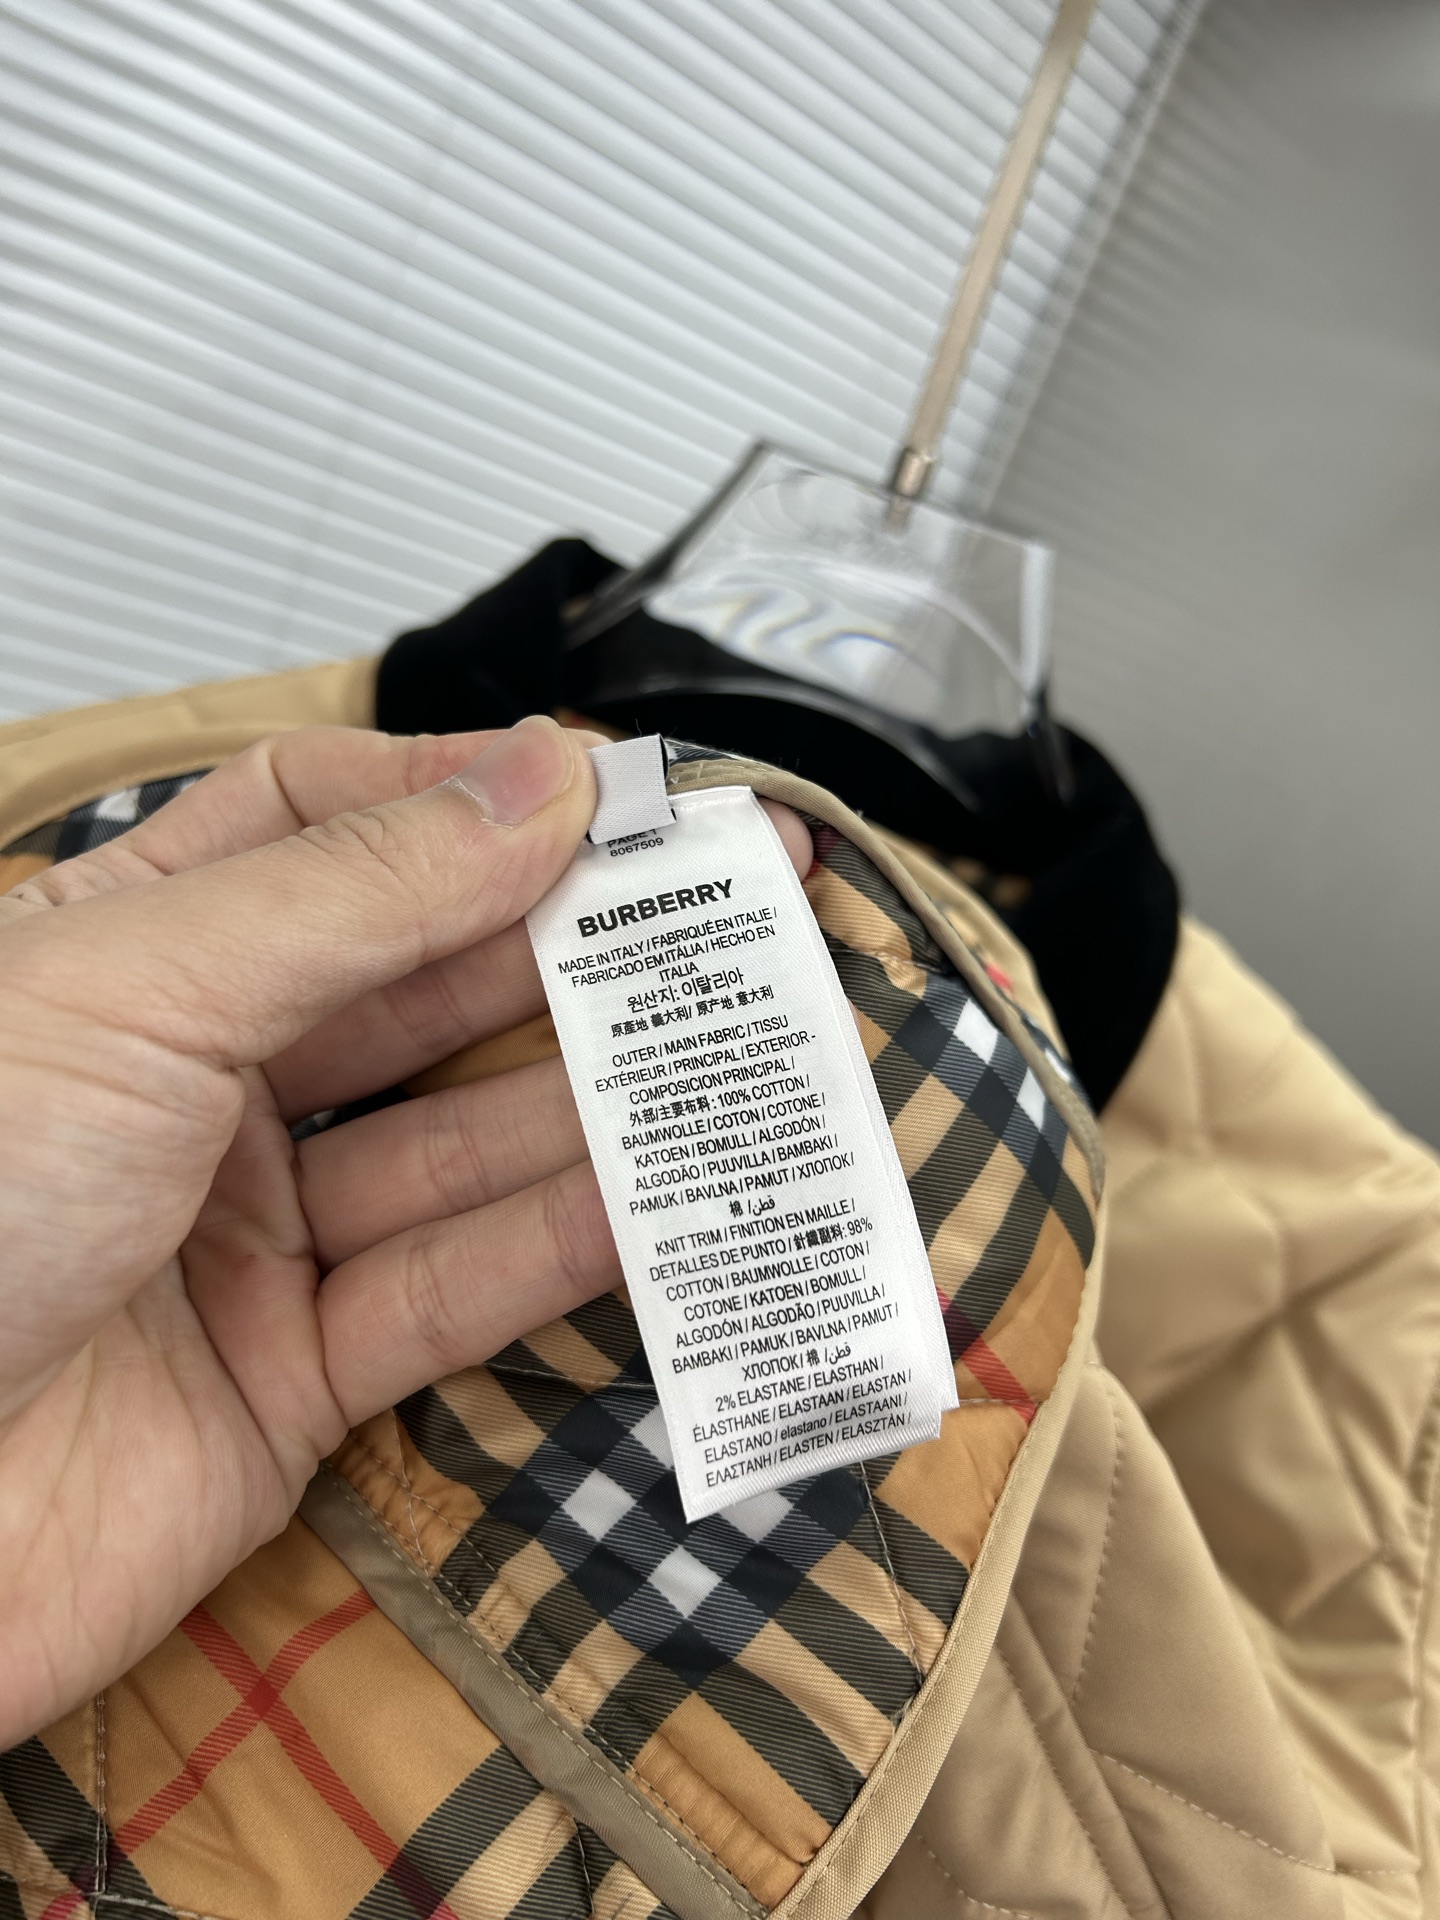 PAGE 1
8067509
BURBERRY
MADE IN ITALY / FABRIQUÉ EN ITALIE /
FABRICADO EM ITÁLIA / HECHO EN
ITALIA
원산지: 이탈리아
原產地 義大利/ 原产地 意大利
OUTER / MAIN FABRIC / TISSU
EXTÉRIEUR / PRINCIPAL / EXTERIOR -
COMPOSICION PRINCIPAL /
外部/主要布料: 100% COTTON /
BAUMWOLLE / COTON / COTONE /
KATOEN / BOMULL / ALGODÓN /
ALGODÃO / PUUVILLA / BAMBAKI /
PAMUK / BAVLNA / PAMUT / ХЛОПОК /
棉 / قطن
KNIT TRIM / FINITION EN MAILLE /
DETALLES DE PUNTO / 針織副料: 98%
COTTON / BAUMWOLLE / COTON /
COTONE / KATOEN / BOMULL /
ALGODÓN / ALGODÃO / PUUVILLA /
BAMBAKI / PAMUK / BAVLNA / PAMUT /
ХЛОПОК / 棉 / قطن
2% ELASTANE / ELASTHAN /
ÉLASTHANE / ELASTAAN / ELASTAN /
ELASTANO / elastano / ELASTAANI /
ΕΛΑΣΤΑΝΗ / ELASTEN / ELASZTÁN /